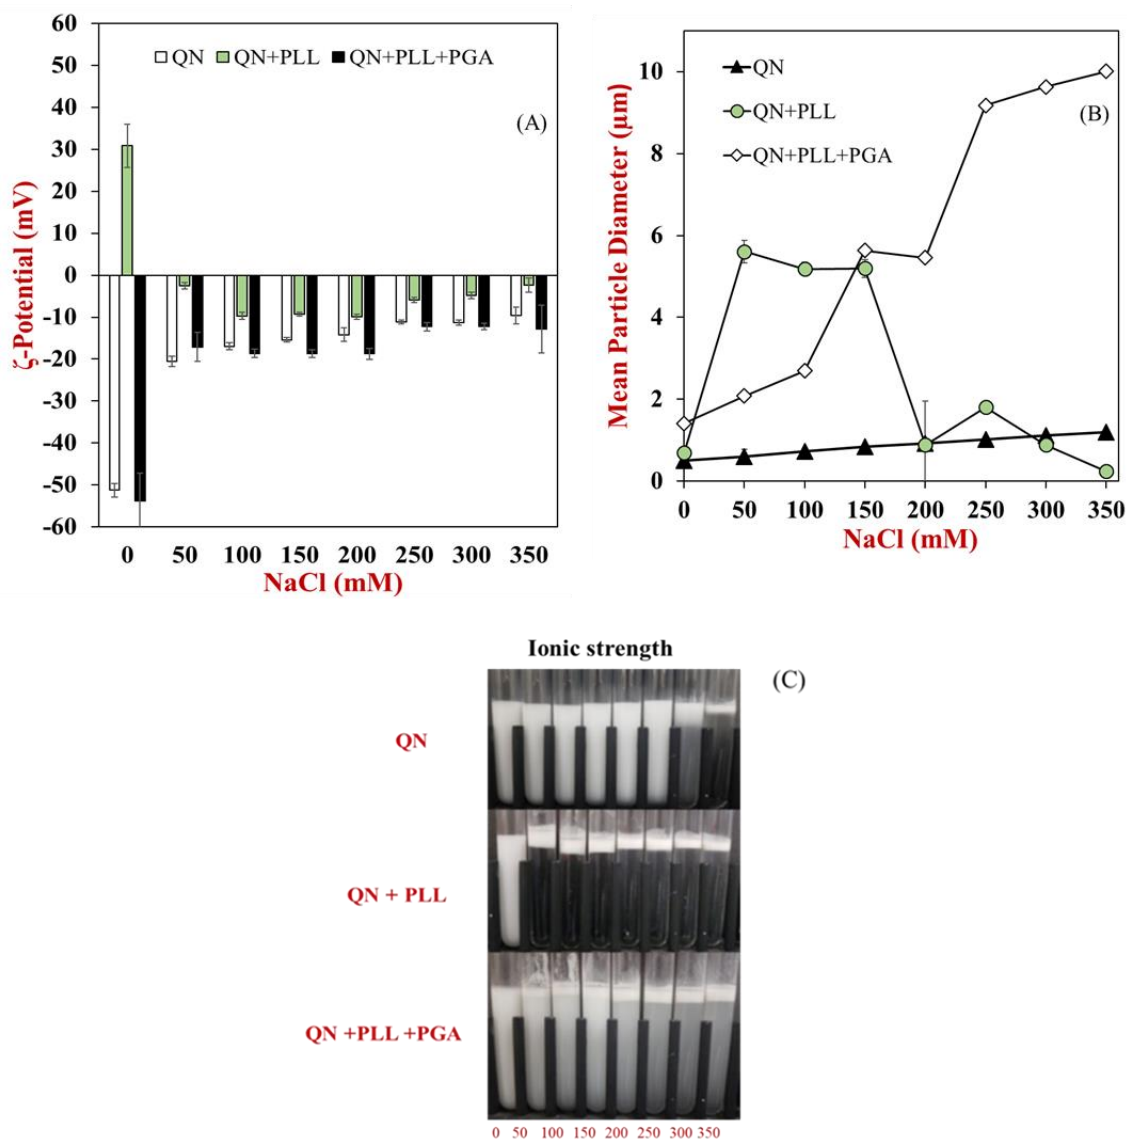 60
50
40
30
20
10
0
-10
-20
-30
-40
-50
-60
ζ-Potential (mV)
QN QN+PLL QN+PLL+PGA
(A)
0 50 100 150 200 250 300 350
NaCl (mM)
10
8
6
4
2
0
Mean Particle Diameter (μm)
QN
QN+PLL
QN+PLL+PGA
(B)
0 50 100 150 200 250 300 350
NaCl (mM)
Ionic strength
(C)
QN
QN + PLL
QN +PLL +PGA
0 50 100 150 200 300 350